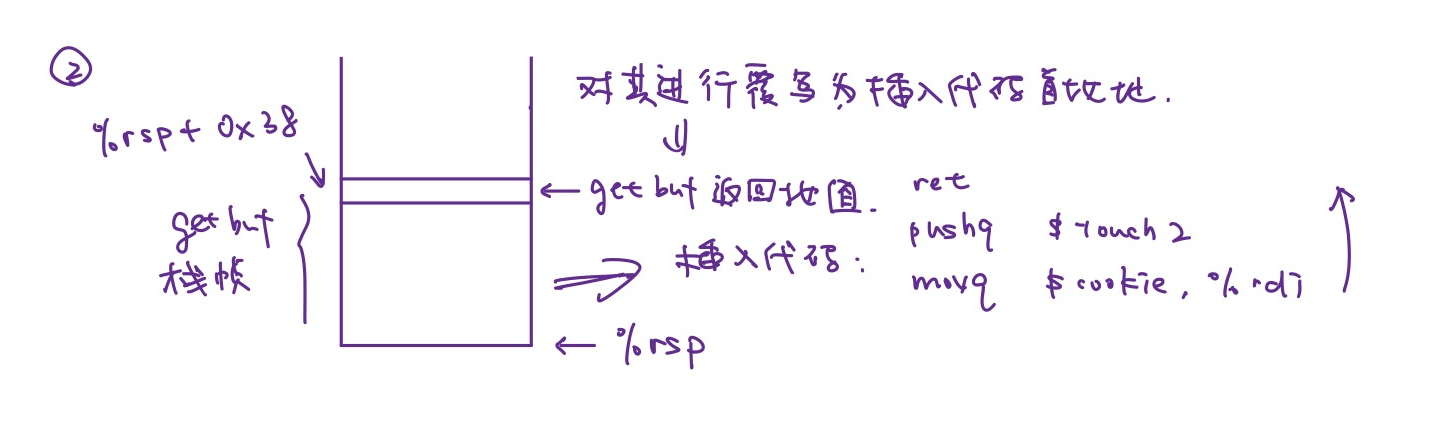 ②
对其进行覆写为插入代码首地址.
%rsp + 0x38
getbuf 返回地值.
getbuf
栈帧
插入代码:
ret
pushq $touch2
movq $cookie, %rdi
%rsp